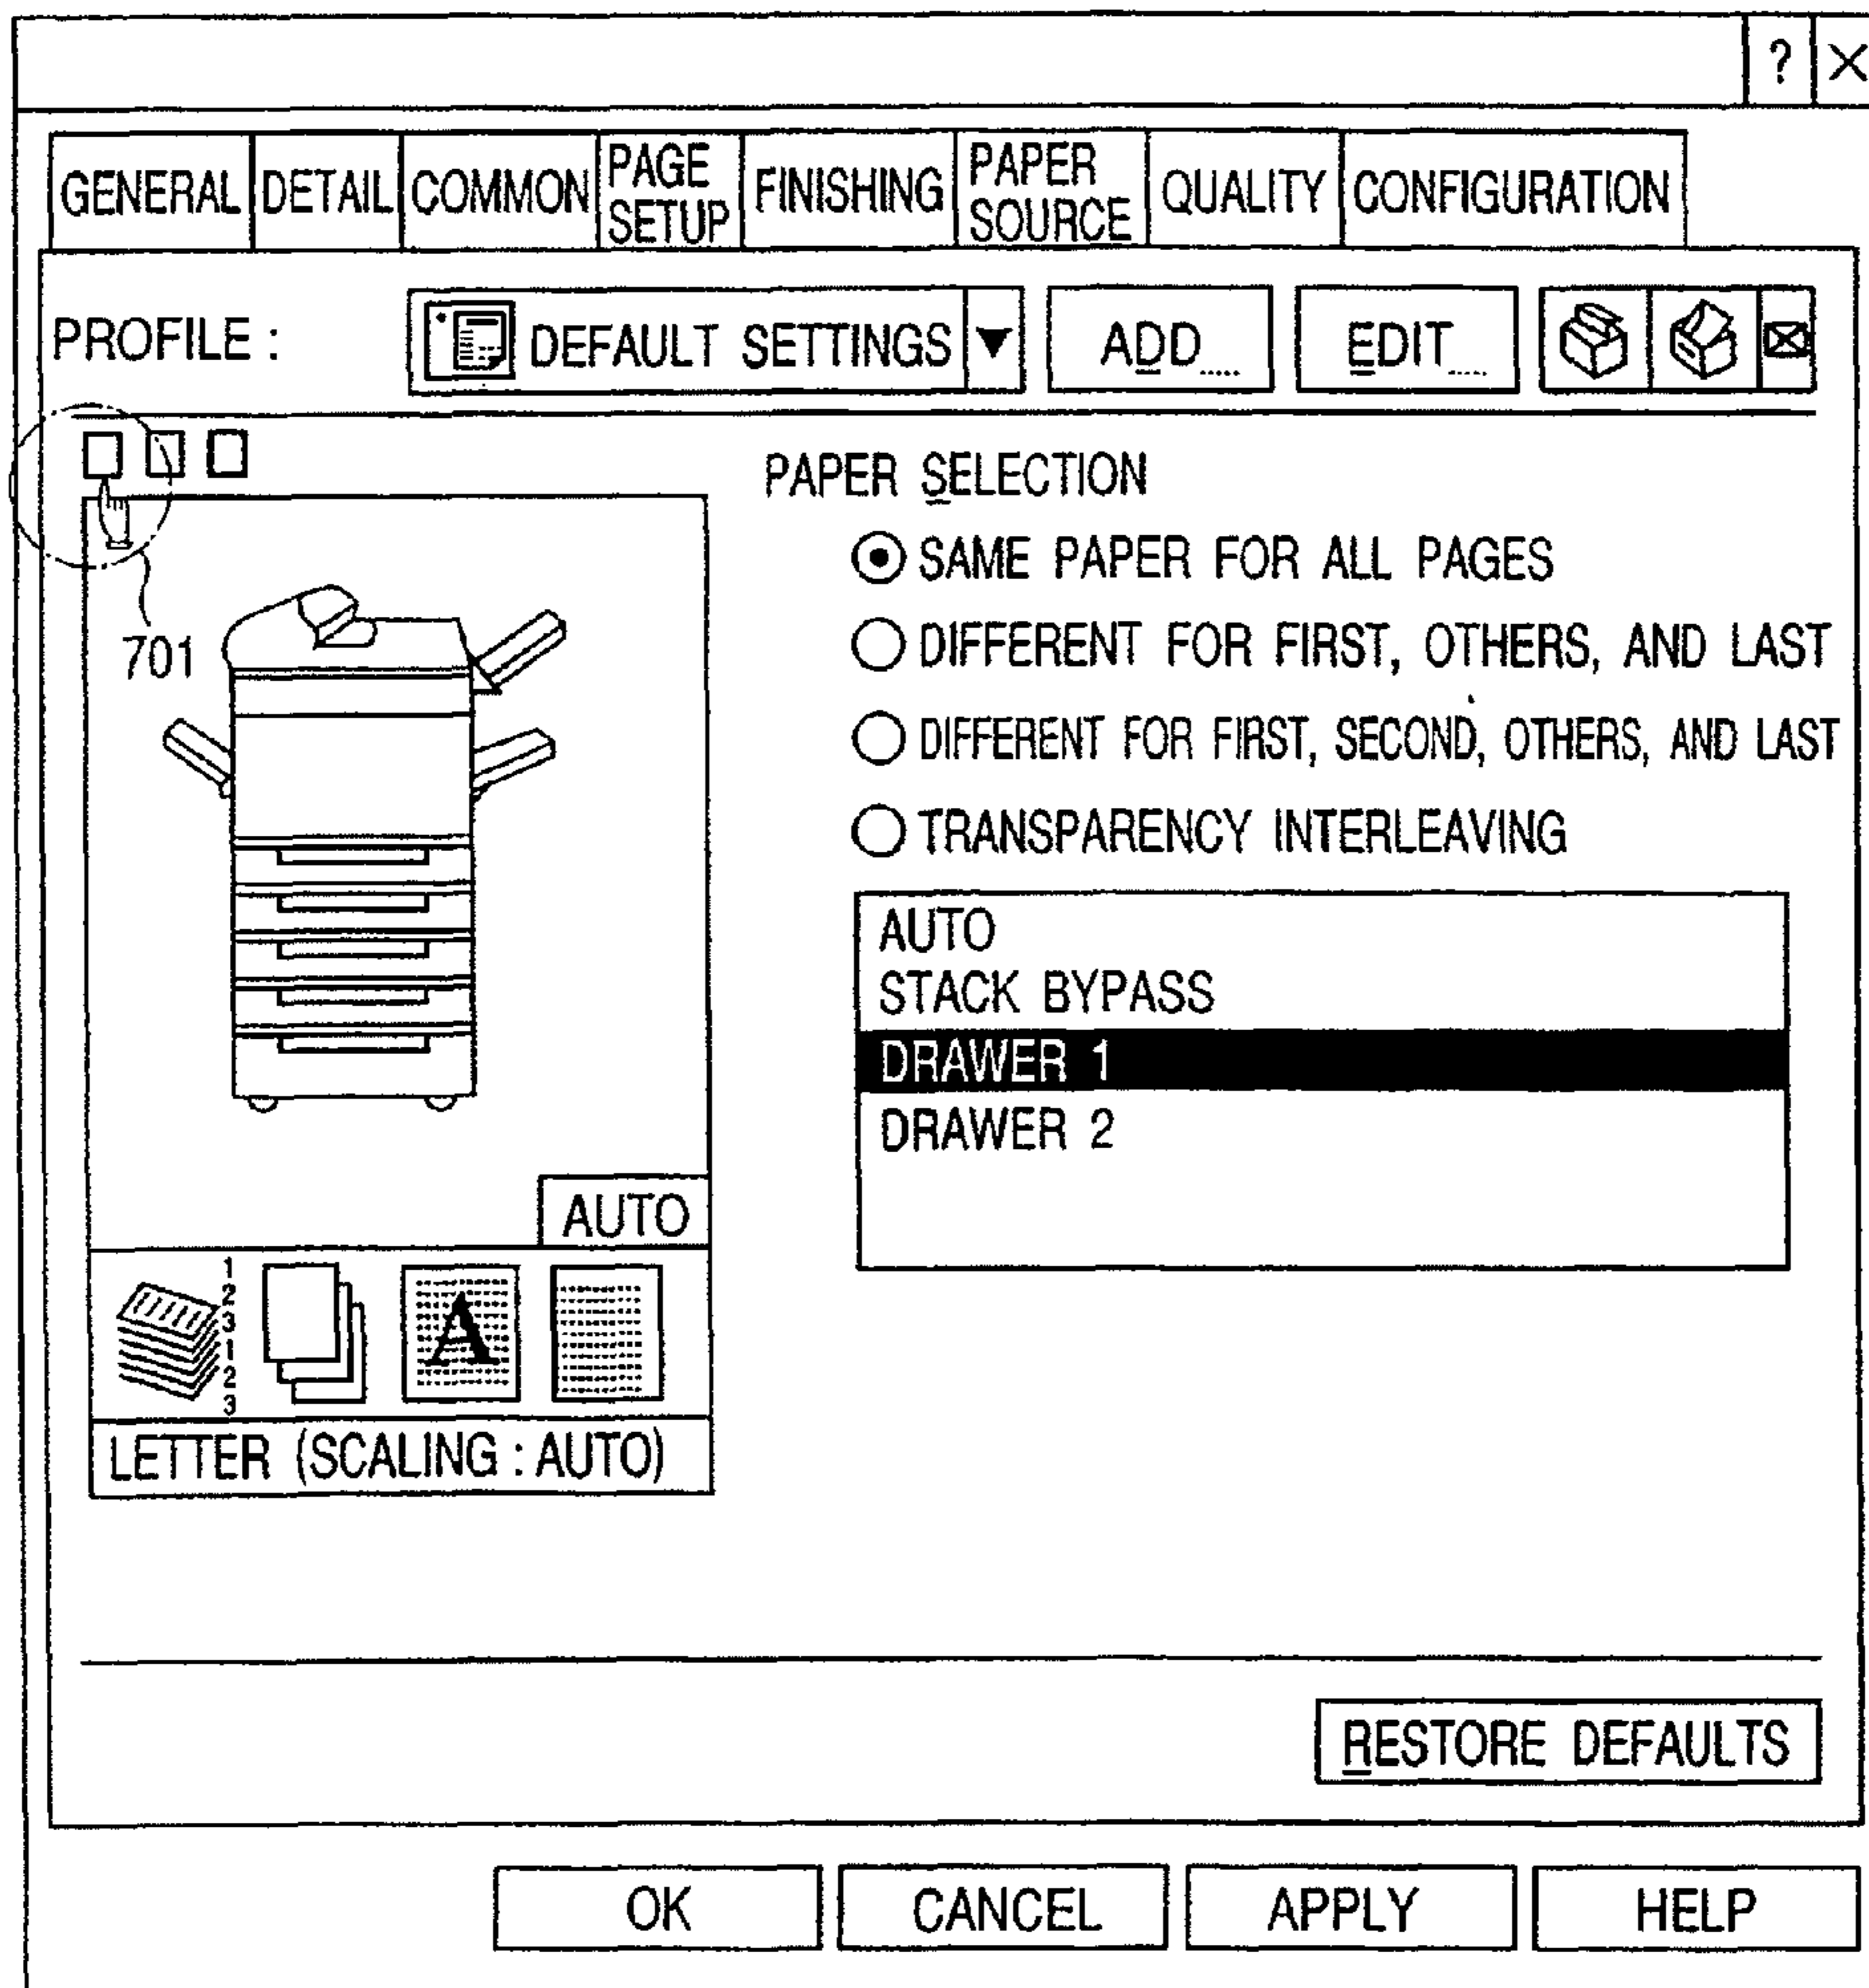 ? X
GENERAL DETAIL COMMON PAGE SETUP FINISHING PAPER SOURCE QUALITY CONFIGURATION
PROFILE : DEFAULT SETTINGS ▼ ADD... EDIT...
PAPER SELECTION
SAME PAPER FOR ALL PAGES
DIFFERENT FOR FIRST, OTHERS, AND LAST
701
DIFFERENT FOR FIRST, SECOND, OTHERS, AND LAST
TRANSPARENCY INTERLEAVING
AUTO
STACK BYPASS
DRAWER 1
DRAWER 2
AUTO
1
2
3
1
2
3
A
LETTER (SCALING : AUTO)
RESTORE DEFAULTS
OK CANCEL APPLY HELP